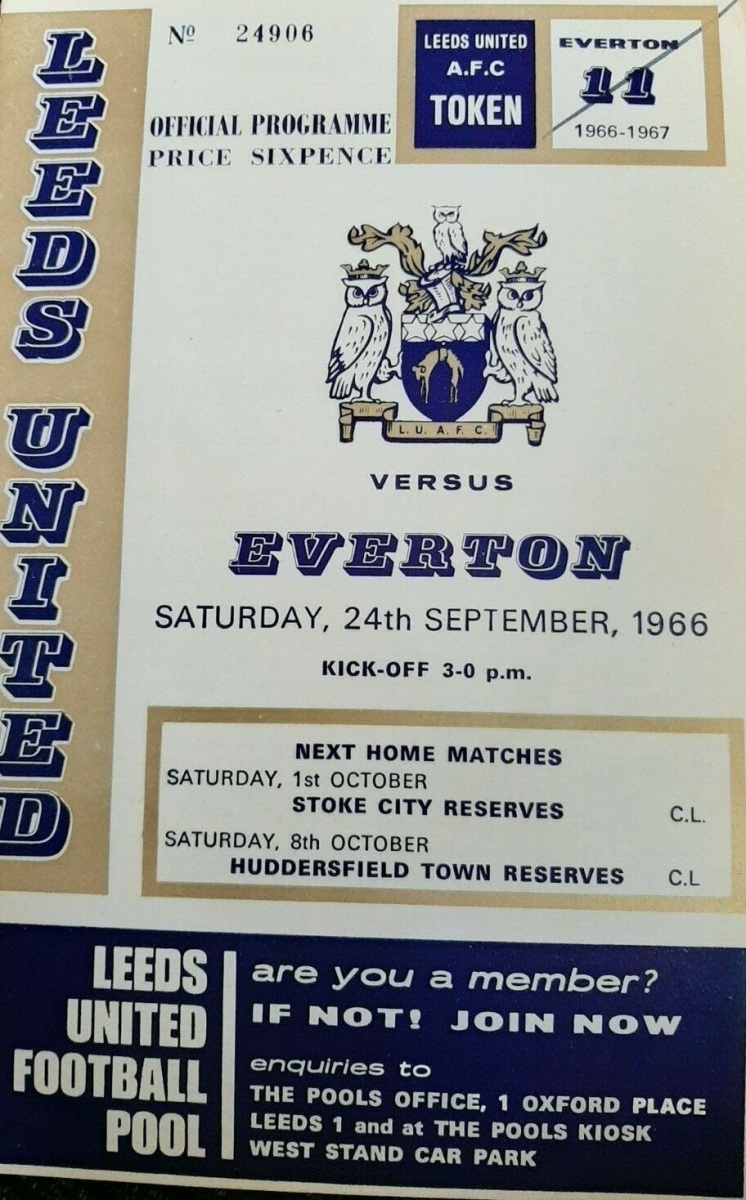 LEEDS UNITED
Nº 24906
OFFICIAL PROGRAMME
PRICE SIXPENCE
LEEDS UNITED
A.F.C
TOKEN
EVERTON
11
1966-1967
L. U. A. F. C.
VERSUS
EVERTON
SATURDAY, 24th SEPTEMBER, 1966
KICK-OFF 3-0 p.m.
NEXT HOME MATCHES
SATURDAY, 1st OCTOBER
STOKE CITY RESERVES C.L.
SATURDAY, 8th OCTOBER
HUDDERSFIELD TOWN RESERVES C.L
LEEDS
UNITED
FOOTBALL
POOL
are you a member?
IF NOT! JOIN NOW
enquiries to
THE POOLS OFFICE, 1 OXFORD PLACE
LEEDS 1 and at THE POOLS KIOSK
WEST STAND CAR PARK